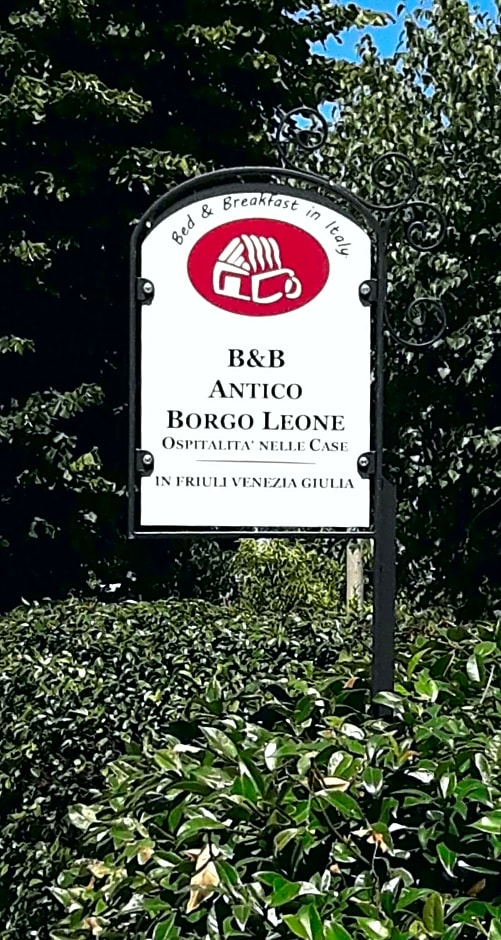 Bed & Breakfast in Italy
B&B
ANTICO
BORGO LEONE
OSPITALITA' NELLE CASE
IN FRIULI VENEZIA GIULIA